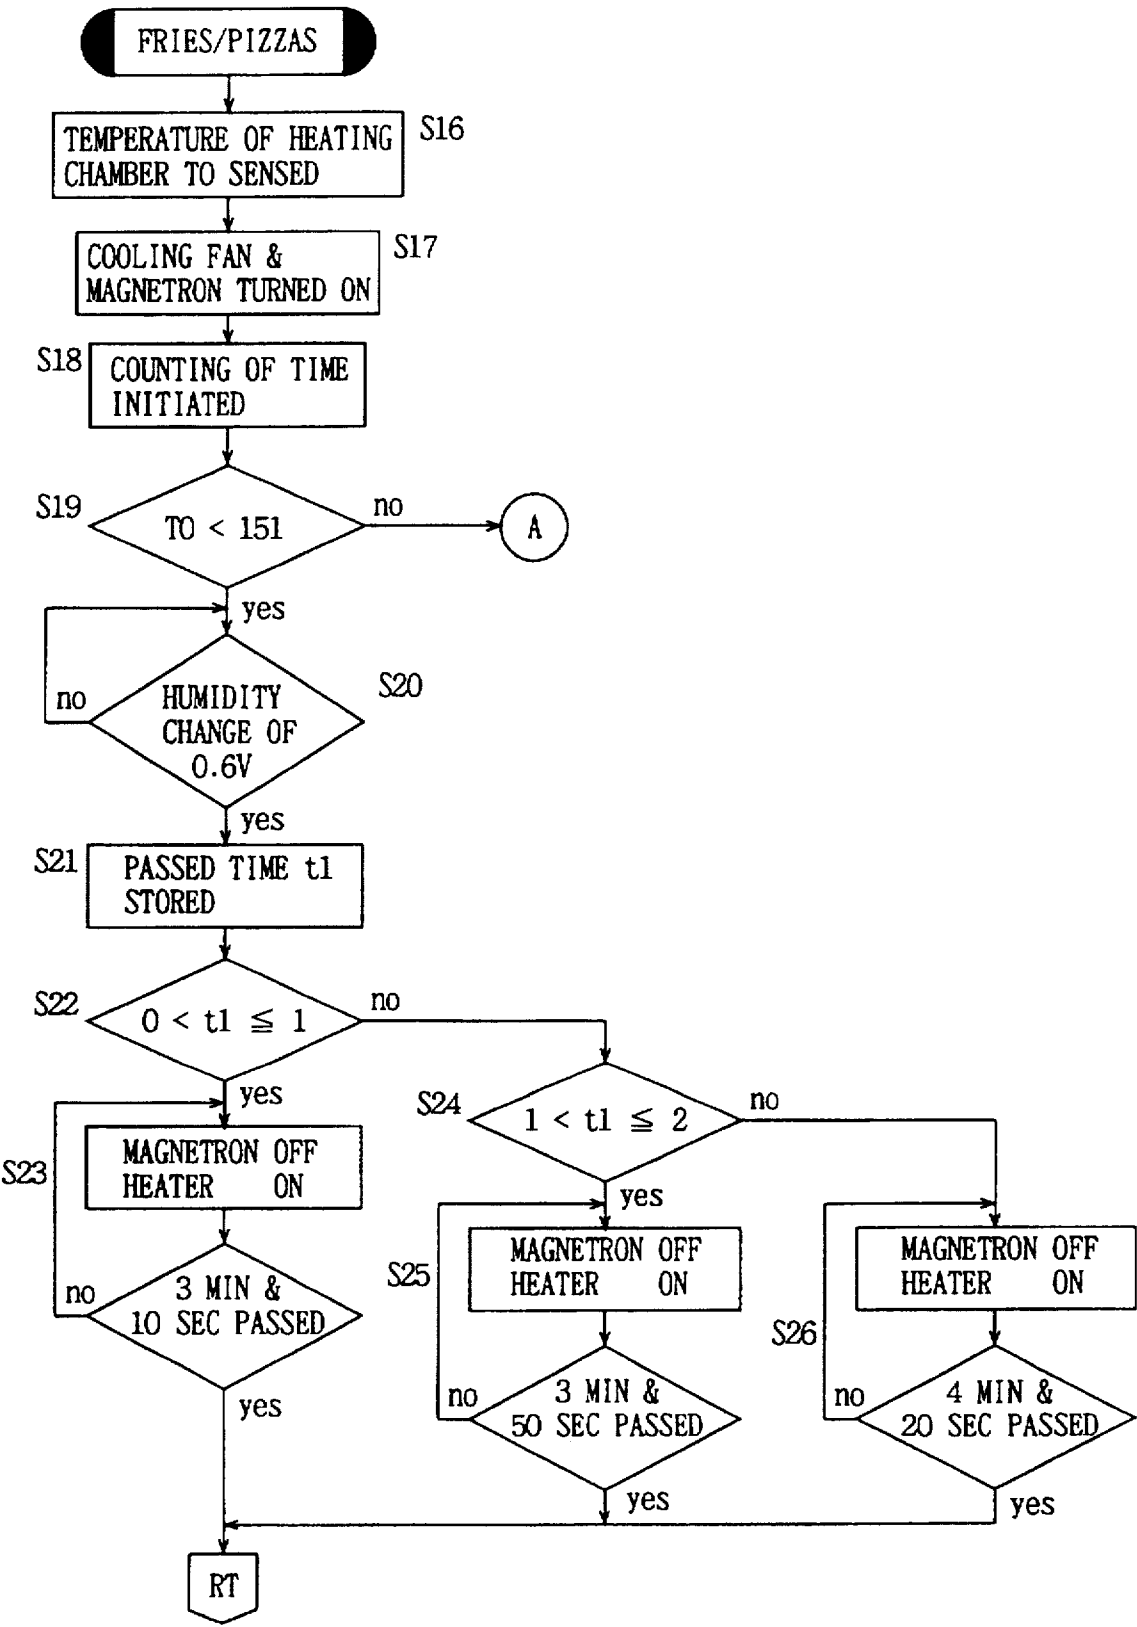 FRIES/PIZZAS
S16
TEMPERATURE OF HEATING
CHAMBER TO SENSED
S17
COOLING FAN &
MAGNETRON TURNED ON
S18
COUNTING OF TIME
INITIATED
S19
TO < 151
no
A
yes
S20
no
HUMIDITY
CHANGE OF
0.6V
yes
S21
PASSED TIME t1
STORED
S22
0 < t1 ≦ 1
no
yes
S24
1 < t1 ≦ 2
no
S23
MAGNETRON OFF
HEATER ON
yes
S25
MAGNETRON OFF
HEATER ON
S26
MAGNETRON OFF
HEATER ON
no
3 MIN &
10 SEC PASSED
yes
no
3 MIN &
50 SEC PASSED
yes
no
4 MIN &
20 SEC PASSED
yes
RT